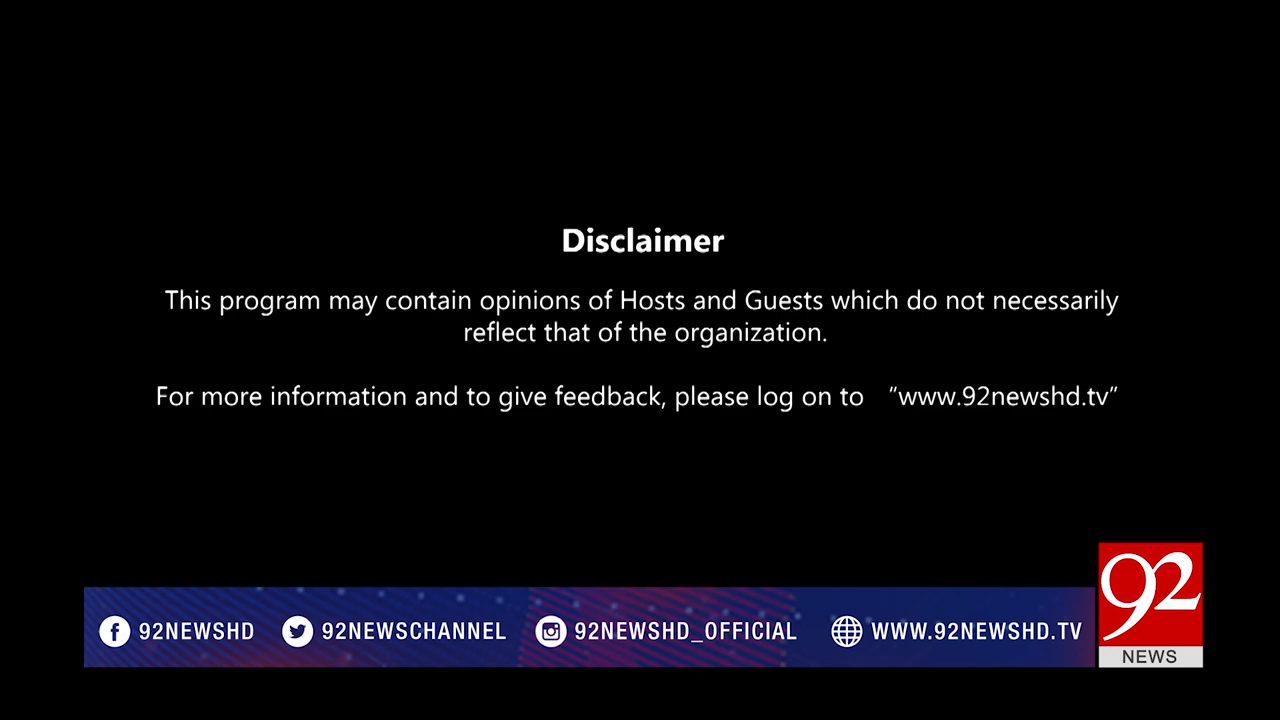 Disclaimer
This program may contain opinions of Hosts and Guests which do not necessarily
reflect that of the organization.
For more information and to give feedback, please log on to “www.92newshd.tv”
92NEWSHD 92NEWSCHANNEL 92NEWSHD_OFFICIAL WWW.92NEWSHD.TV
92
NEWS